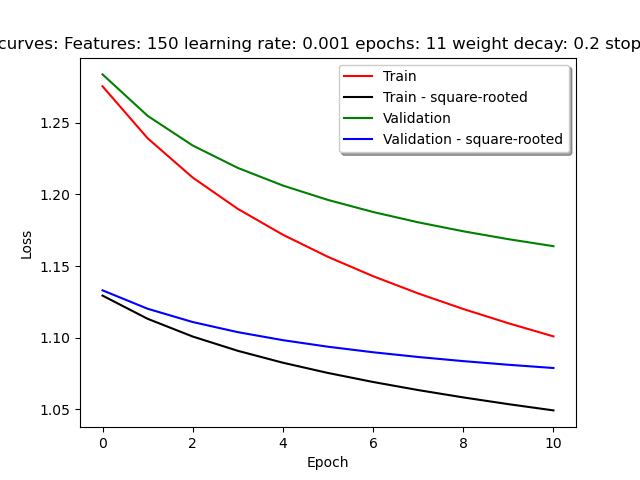 curves: Features: 150 learning rate: 0.001 epochs: 11 weight decay: 0.2 stop
Train
Train - square-rooted
Validation
Validation - square-rooted
1.25
1.20
1.15
1.10
1.05
Loss
0 2 4 6 8 10
Epoch